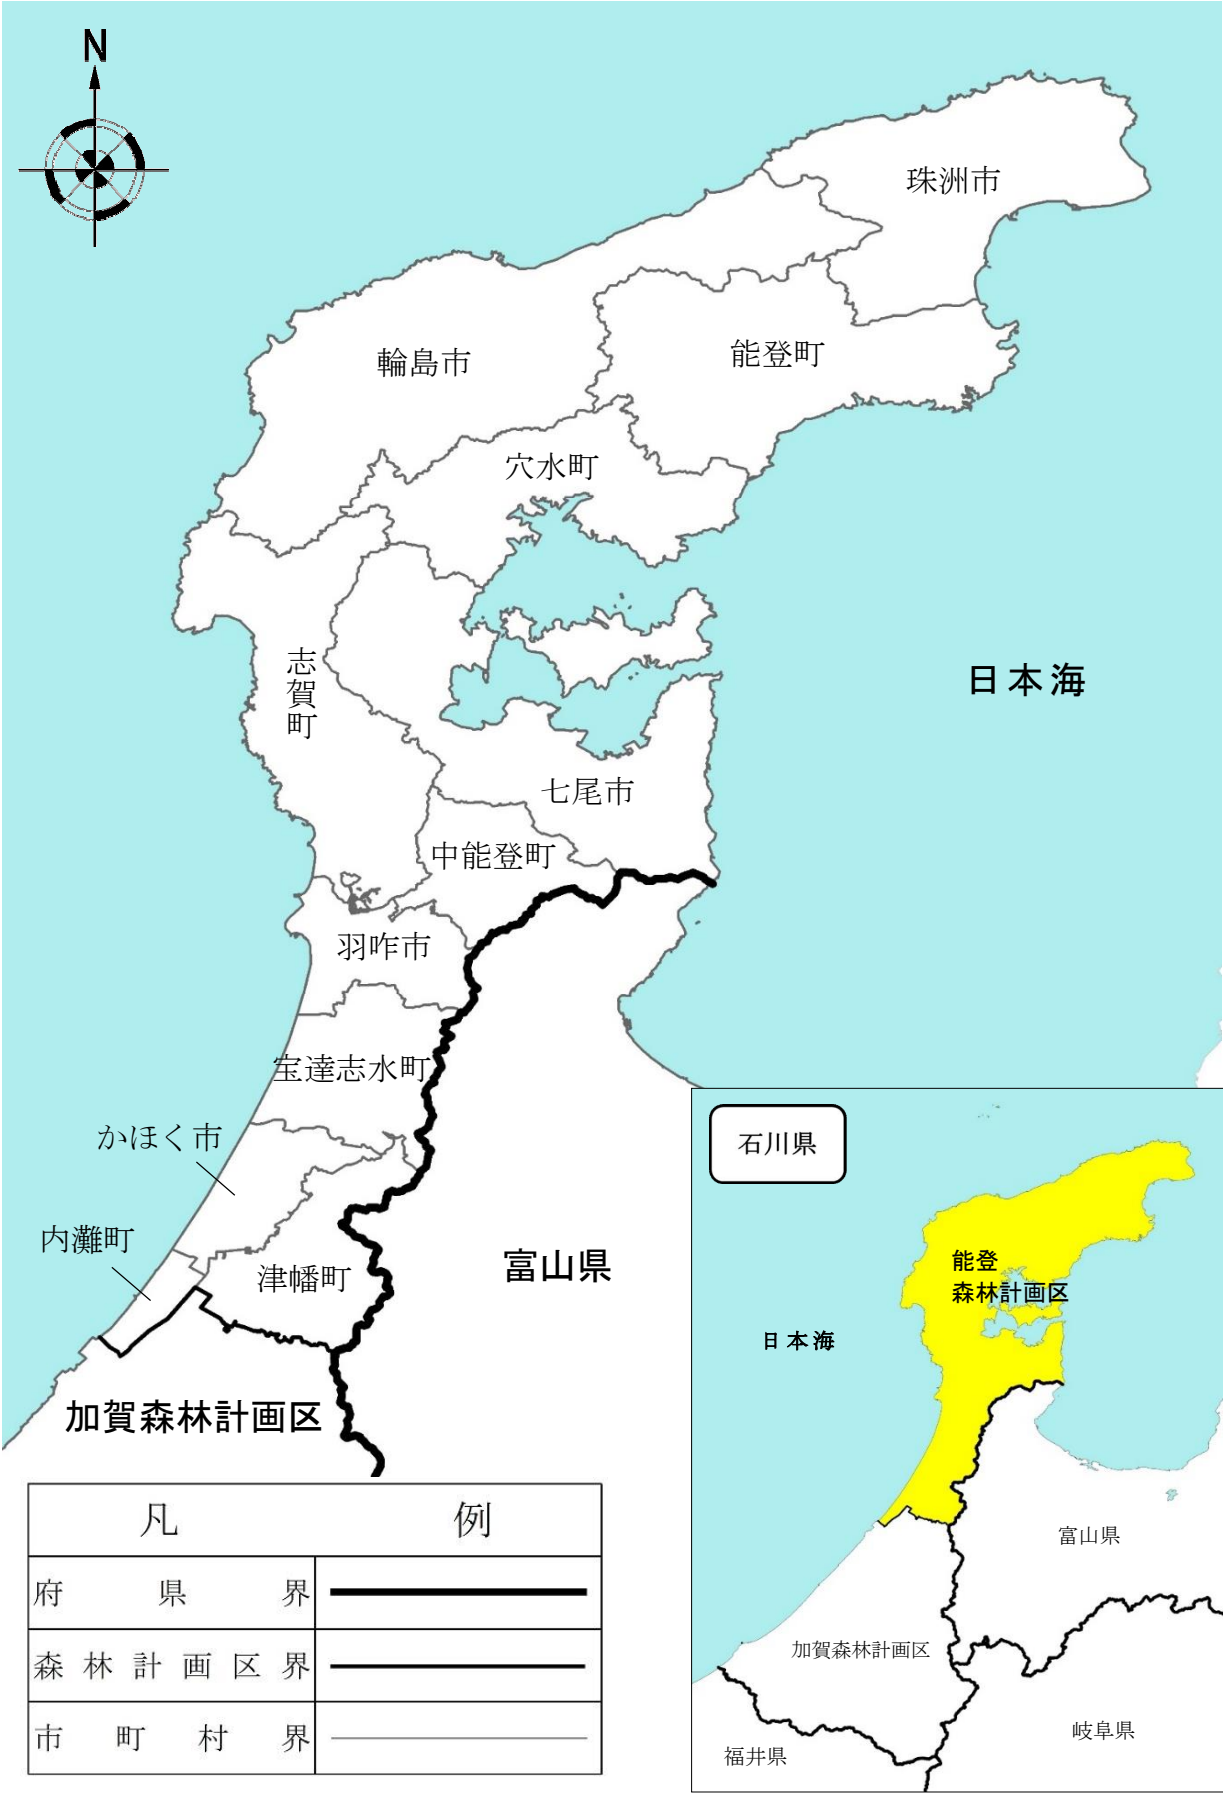 N
珠洲市
輪島市
能登町
穴水町
志賀町
日本海
七尾市
中能登町
羽咋市
宝達志水町
かほく市
内灘町
津幡町
富山県
加賀森林計画区
凡例
府県界
森林計画区界
市町村界
石川県
能登
森林計画区
日本海
富山県
加賀森林計画区
岐阜県
福井県